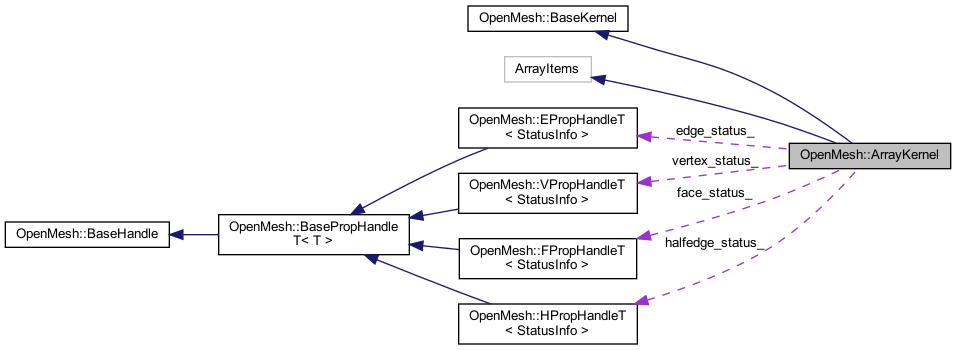 OpenMesh::BaseKernel
ArrayItems
OpenMesh::EPropHandleT
< StatusInfo >
edge_status_
OpenMesh::ArrayKernel
vertex_status_
OpenMesh::VPropHandleT
< StatusInfo >
face_status_
OpenMesh::BaseHandle
OpenMesh::BasePropHandle
T< T >
OpenMesh::FPropHandleT
< StatusInfo >
halfedge_status_
OpenMesh::HPropHandleT
< StatusInfo >